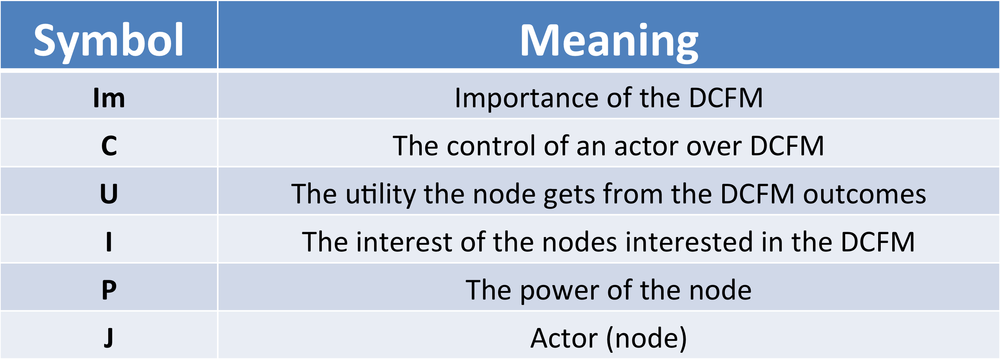 Symbol Meaning
Im Importance of the DCFM
C The control of an actor over DCFM
U The utility the node gets from the DCFM outcomes
I The interest of the nodes interested in the DCFM
P The power of the node
J Actor (node)